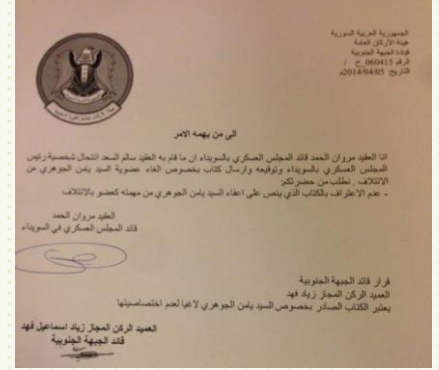 الجمهورية العربية السورية
هيئة الأركان العامة
قيادة الجبهة الجنوبية
الرقم 060415_ج /
التاريخ: 2014/04/05م
الى من يهمه الامر
انا العقيد مروان الحمد قائد المجلس العسكري بالسويداء ان ما قام به العقيد سالم السعد انتحال شخصية رئيس
المجلس العسكري بالسويداء وتوقيعه وارسال كتاب بخصوص الغاء عضوية السيد يامن الجوهري من
الائتلاف . نطلب من حضرتكم:
- عدم الاعتراف بالكتاب الذي ينص على اعفاء السيد يامن الجوهري من مهمته كعضو بالائتلاف
العقيد مروان الحمد
قائد المجلس العسكري في السويداء
قرار قائد الجبهة الجنوبية
العميد الركن المجاز زياد فهد
يعتبر الكتاب الصادر بخصوص السيد يامن الجوهري لاغيا لعدم اختصاصيتها
العميد الركن المجاز زياد اسماعيل فهد
قائد الجبهة الجنوبية